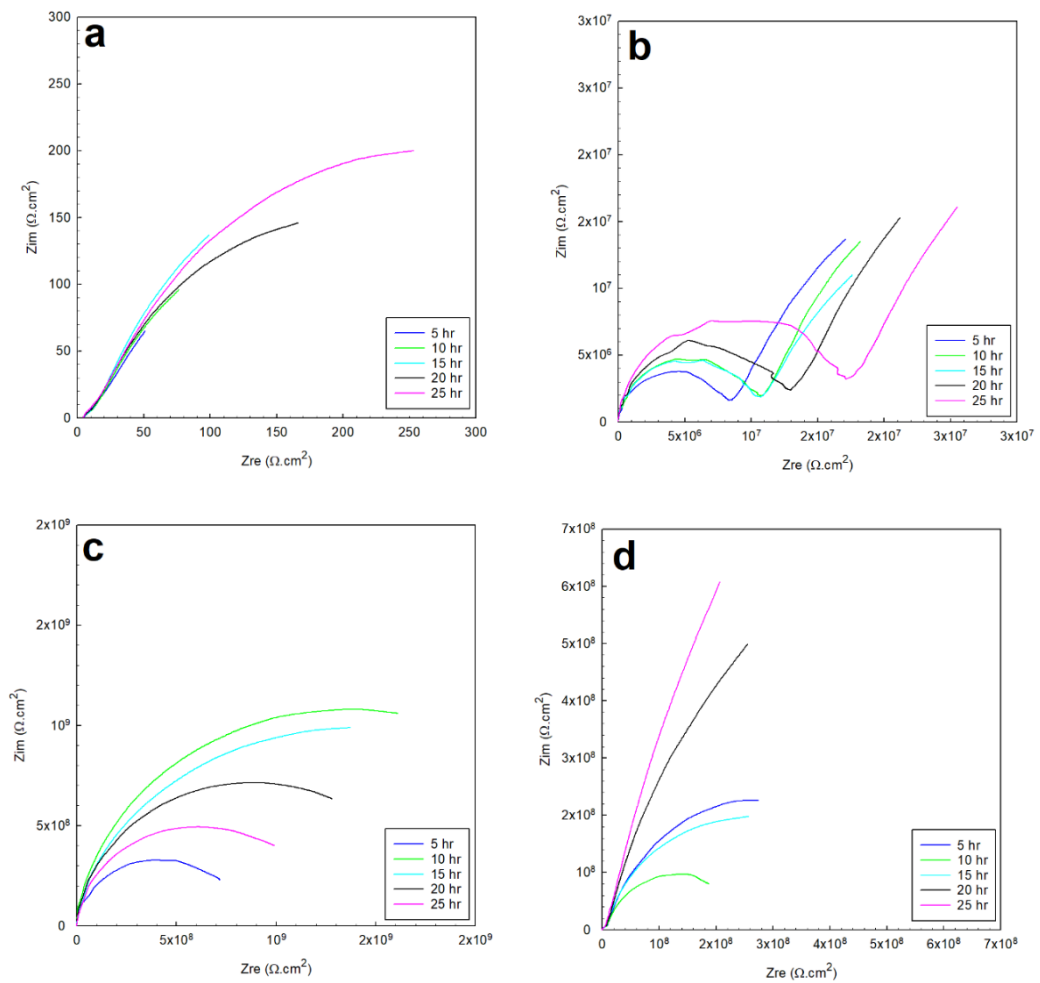 a
300
250
200
150
100
50
0
Zim (Ω.cm²)
0 50 100 150 200 250 300
Zre (Ω.cm²)
5 hr
10 hr
15 hr
20 hr
25 hr
b
3x10⁷
3x10⁷
2x10⁷
2x10⁷
10⁷
5x10⁶
0
Zim (Ω.cm²)
0 5x10⁶ 10⁷ 2x10⁷ 2x10⁷ 3x10⁷ 3x10⁷
Zre (Ω.cm²)
5 hr
10 hr
15 hr
20 hr
25 hr
c
2x10⁹
2x10⁹
10⁹
5x10⁸
0
Zim (Ω.cm²)
0 5x10⁸ 10⁹ 2x10⁹ 2x10⁹
Zre (Ω.cm²)
5 hr
10 hr
15 hr
20 hr
25 hr
d
7x10⁸
6x10⁸
5x10⁸
4x10⁸
3x10⁸
2x10⁸
10⁸
0
Zim (Ω.cm²)
0 10⁸ 2x10⁸ 3x10⁸ 4x10⁸ 5x10⁸ 6x10⁸ 7x10⁸
Zre (Ω.cm²)
5 hr
10 hr
15 hr
20 hr
25 hr